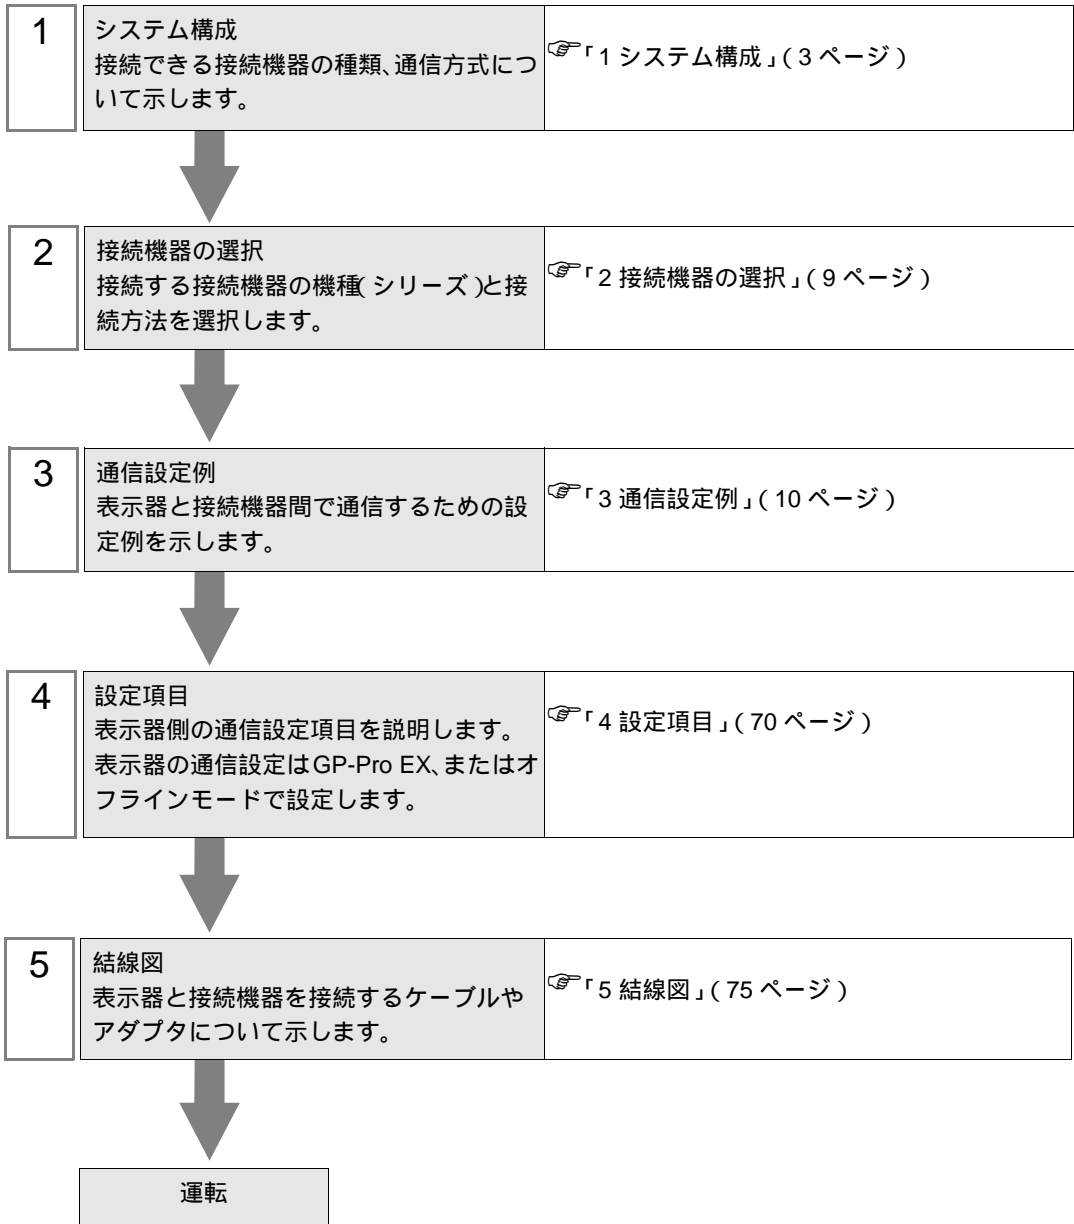 1
システム構成
接続できる接続機器の種類、通信方式につ
いて示します。
☞「1 システム構成」( 3 ページ )
2
接続機器の選択
接続する接続機器の機種( シリーズ )と接
続方法を選択します。
☞「2 接続機器の選択」( 9 ページ )
3
通信設定例
表示器と接続機器間で通信するための設
定例を示します。
☞「3 通信設定例」( 10 ページ )
4
設定項目
表示器側の通信設定項目を説明します。
表示器の通信設定はGP-Pro EX、またはオ
フラインモードで設定します。
☞「4 設定項目」( 70 ページ )
5
結線図
表示器と接続機器を接続するケーブルや
アダプタについて示します。
☞「5 結線図」( 75 ページ )
運転